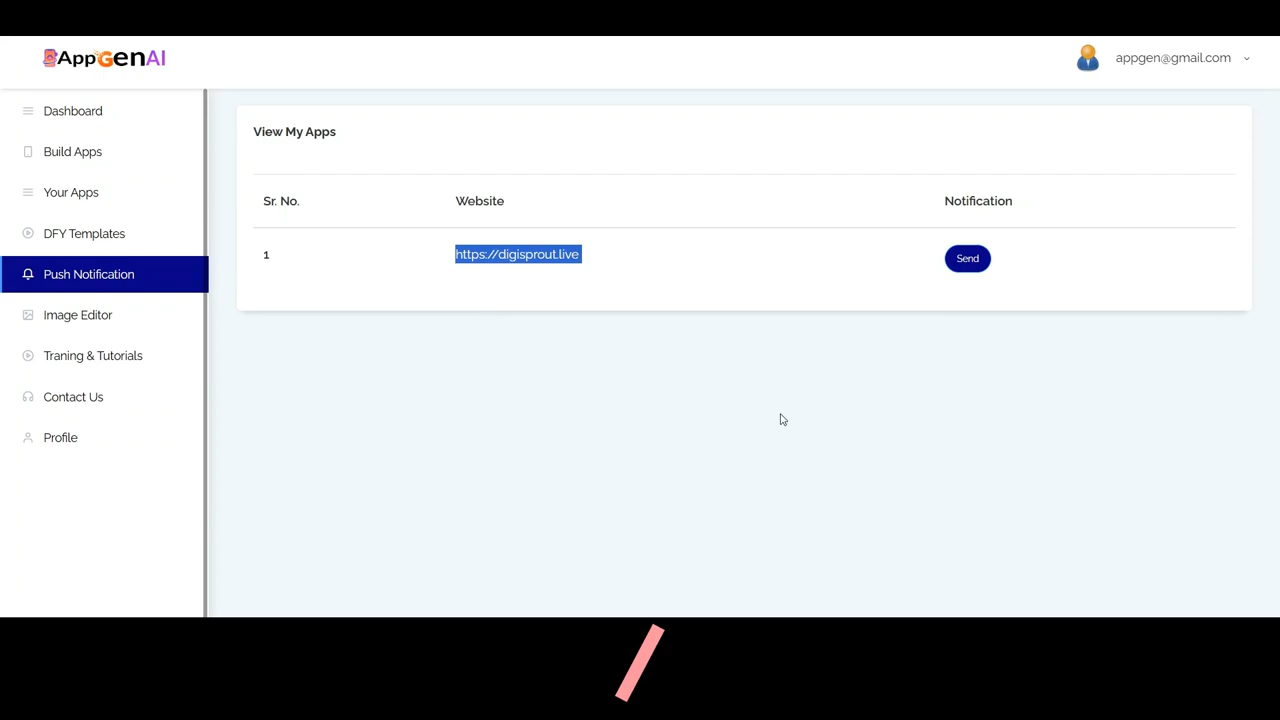 AppGenAI
appgen@gmail.com
Dashboard
Build Apps
Your Apps
DFY Templates
Push Notification
Image Editor
Traning & Tutorials
Contact Us
Profile
View My Apps
Sr. No. Website Notification
1 https://digisprout.live Send